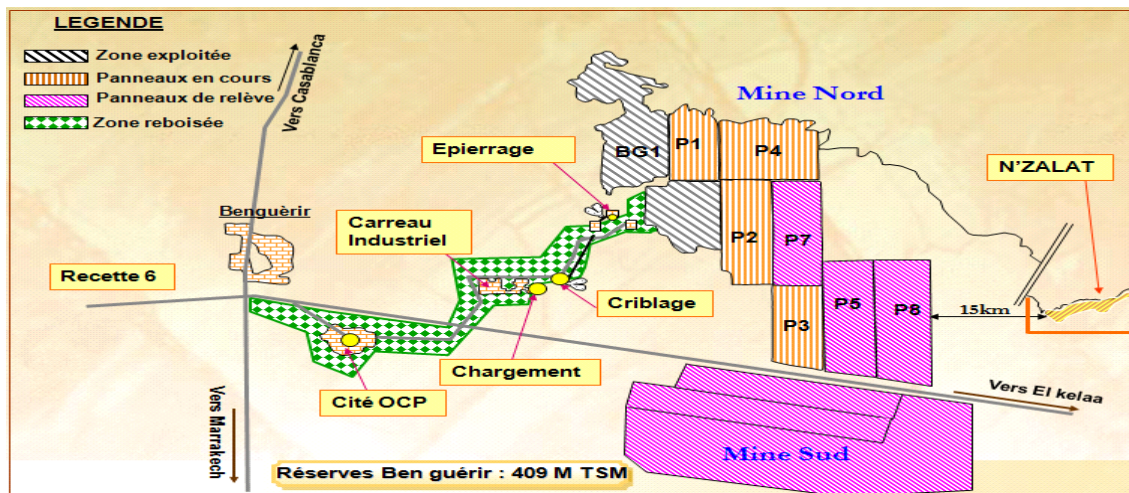 LEGENDE
Zone exploitée
Panneaux en cours
Panneaux de relève
Zone reboisée
Vers Casablanca
Mine Nord
Epierrage
BG1
P1
P4
N'ZALAT
Benguèrir
Carreau
Industriel
P2
P7
Recette 6
Criblage
P3
P5
P8
15km
Chargement
Cité OCP
Vers El kelaa
Vers Marrakech
Mine Sud
Réserves Ben guérir : 409 M TSM